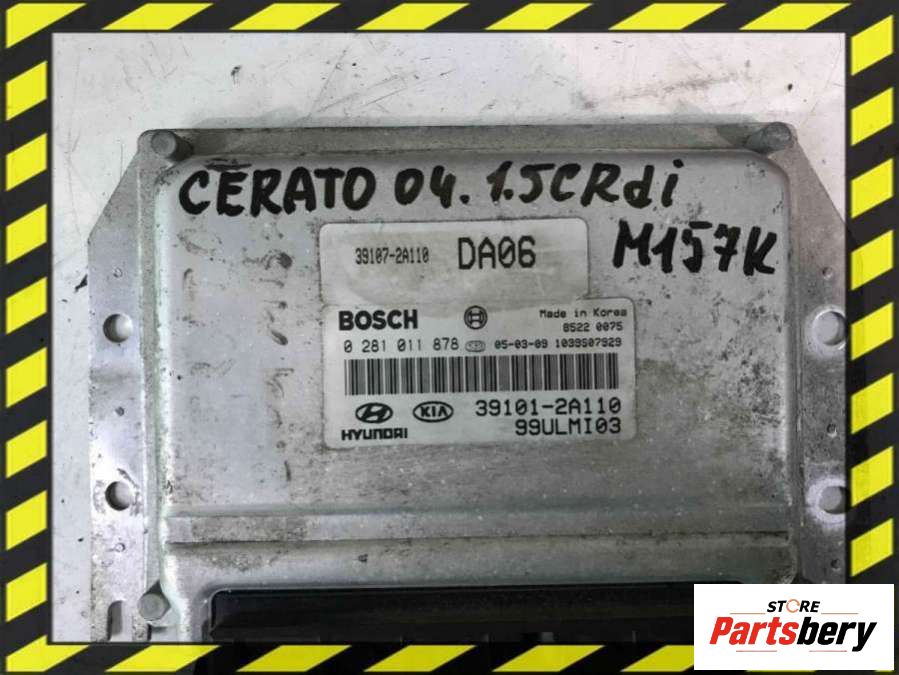 CERATO 04. 1.5CRdi
M157K
39107-2A110 DA06
BOSCH Made in Korea
8522 0075
0 281 011 878 05-03-09 1039S07929
HYUNDAI KIA 39101-2A110
99ULMI03
STORE
Partsbery